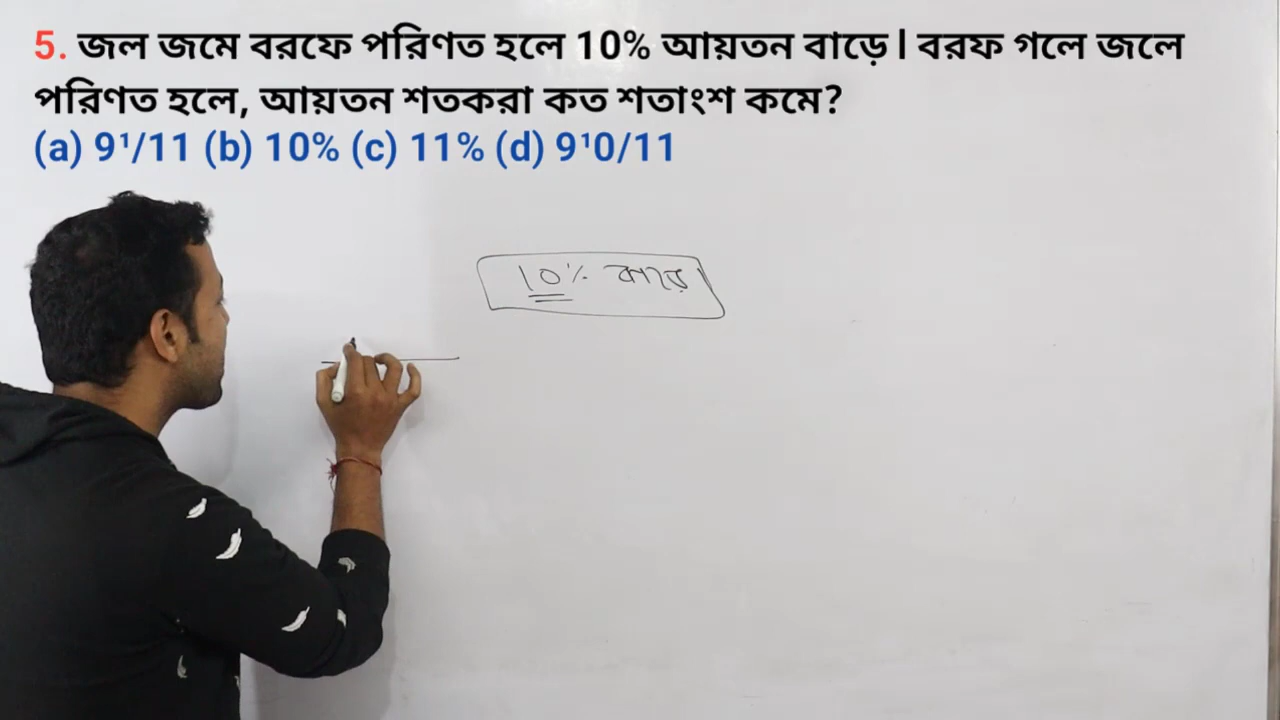 5. জল জমে বরফে পরিণত হলে 10% আয়তন বাড়ে। বরফ গলে জলে
পরিণত হলে, আয়তন শতকরা কত শতাংশ কমে?
(a) 9¹/11 (b) 10% (c) 11% (d) 9¹0/11
10%